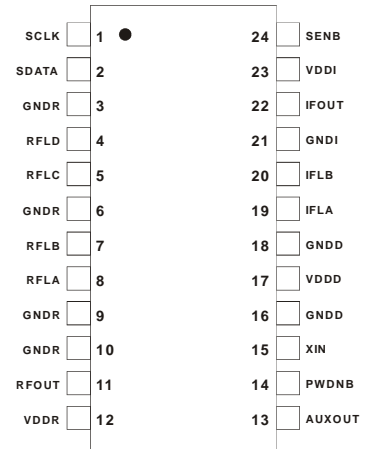 SCLK 1 24 SENB
SDATA 2 23 VDDI
GNDR 3 22 IFOUT
RFLD 4 21 GNDI
RFLC 5 20 IFLB
GNDR 6 19 IFLA
RFLB 7 18 GNDD
RFLA 8 17 VDDD
GNDR 9 16 GNDD
GNDR 10 15 XIN
RFOUT 11 14 PWDNB
VDDR 12 13 AUXOUT